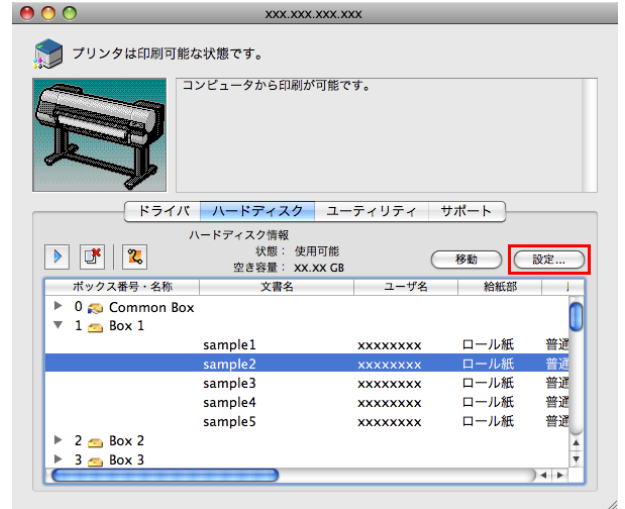 xxx.xxx.xxx.xxx
プリンタは印刷可能な状態です。
コンピュータから印刷が可能です。
ドライバ ハードディスク ユーティリティ サポート
ハードディスク情報
状態： 使用可能
空き容量： XX.XX GB
移動 設定...
ボックス番号・名称 文書名 ユーザ名 給紙部
0 Common Box
1 Box 1
sample1 xxxxxxxx ロール紙 普通
sample2 xxxxxxxx ロール紙 普通
sample3 xxxxxxxx ロール紙 普通
sample4 xxxxxxxx ロール紙 普通
sample5 xxxxxxxx ロール紙 普通
2 Box 2
3 Box 3